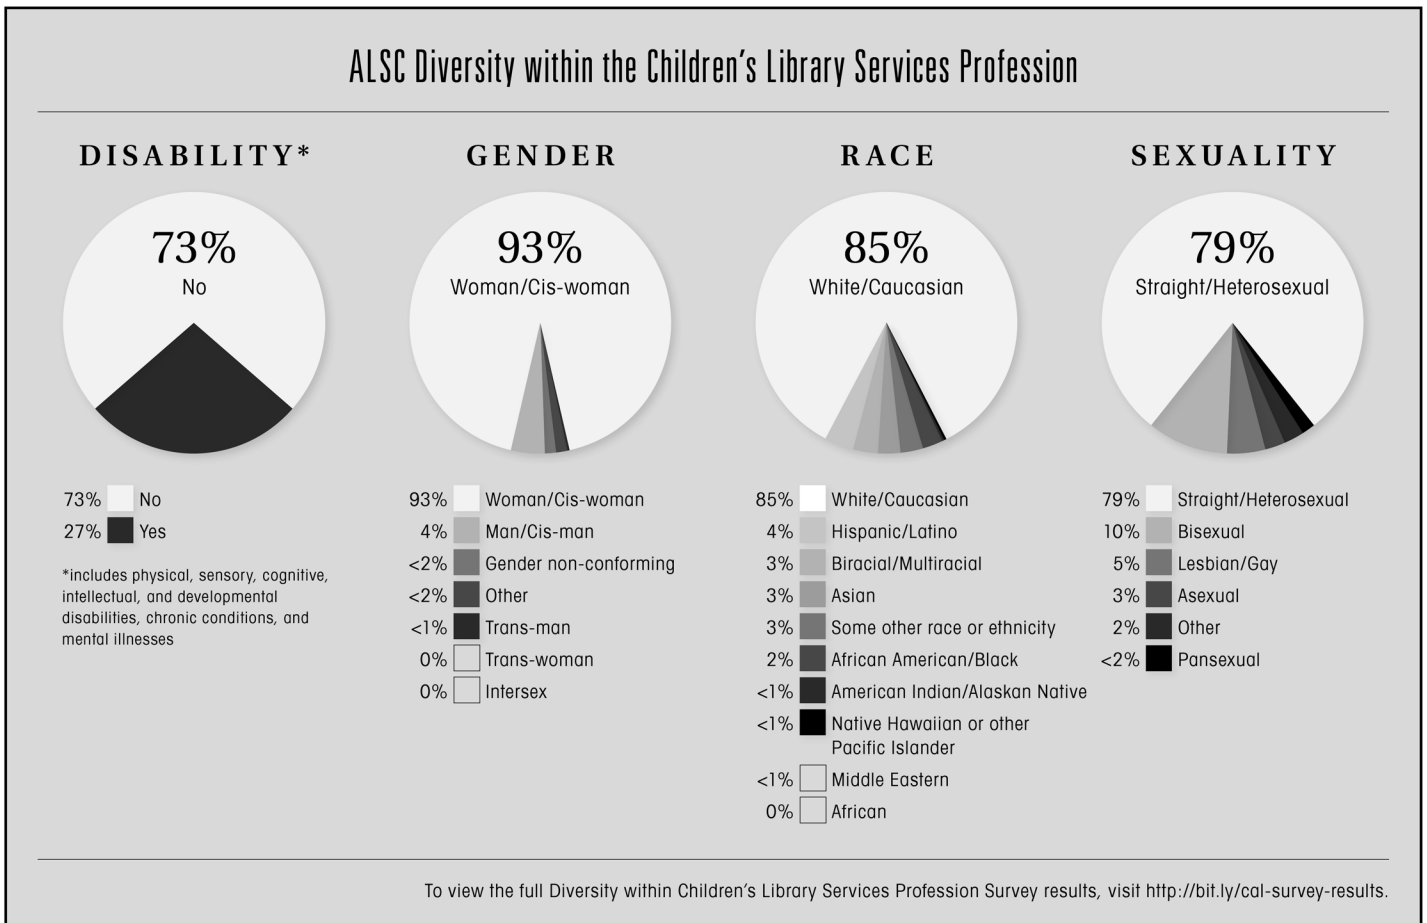 ALSC Diversity within the Children's Library Services Profession
DISABILITY*
73%
No
73% No
27% Yes
*includes physical, sensory, cognitive,
intellectual, and developmental
disabilities, chronic conditions, and
mental illnesses
GENDER
93%
Woman/Cis-woman
93% Woman/Cis-woman
4% Man/Cis-man
<2% Gender non-conforming
<2% Other
<1% Trans-man
0% Trans-woman
0% Intersex
RACE
85%
White/Caucasian
85% White/Caucasian
4% Hispanic/Latino
3% Biracial/Multiracial
3% Asian
3% Some other race or ethnicity
2% African American/Black
<1% American Indian/Alaskan Native
<1% Native Hawaiian or other
Pacific Islander
<1% Middle Eastern
0% African
SEXUALITY
79%
Straight/Heterosexual
79% Straight/Heterosexual
10% Bisexual
5% Lesbian/Gay
3% Asexual
2% Other
<2% Pansexual
To view the full Diversity within Children's Library Services Profession Survey results, visit http://bit.ly/cal-survey-results.